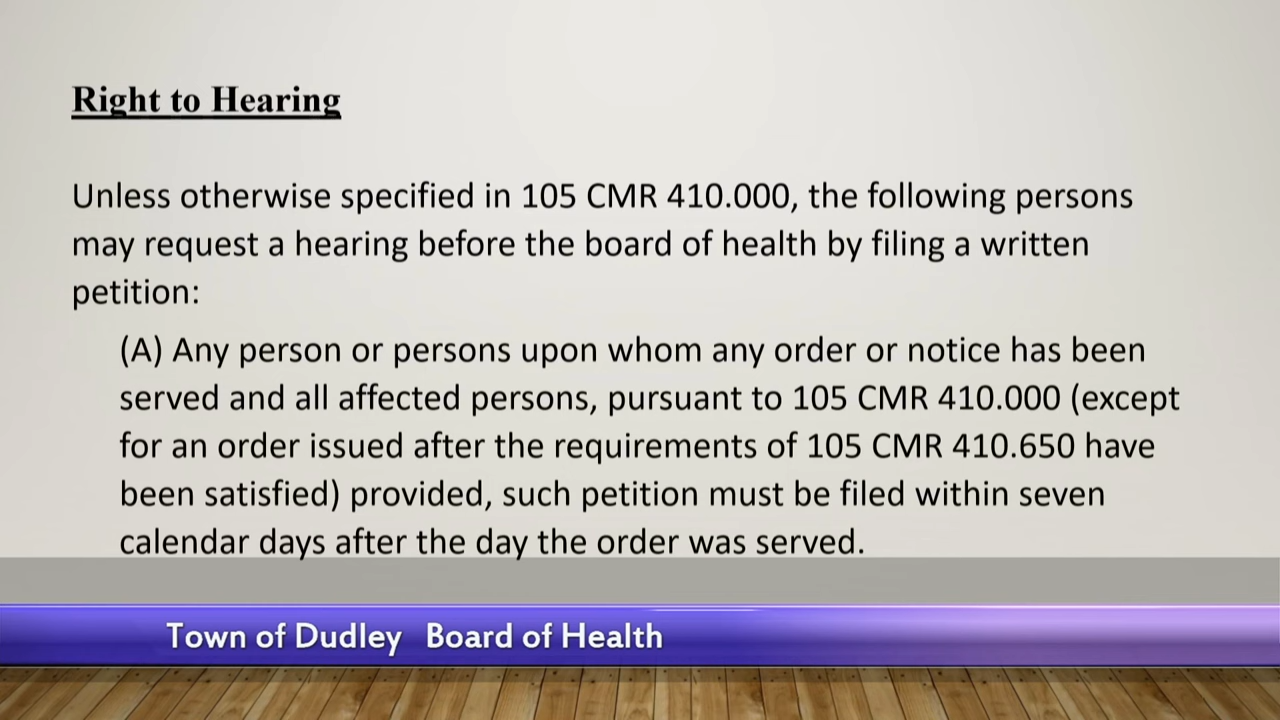 Right to Hearing
Unless otherwise specified in 105 CMR 410.000, the following persons
may request a hearing before the board of health by filing a written
petition:
(A) Any person or persons upon whom any order or notice has been
served and all affected persons, pursuant to 105 CMR 410.000 (except
for an order issued after the requirements of 105 CMR 410.650 have
been satisfied) provided, such petition must be filed within seven
calendar days after the day the order was served.
Town of Dudley Board of Health